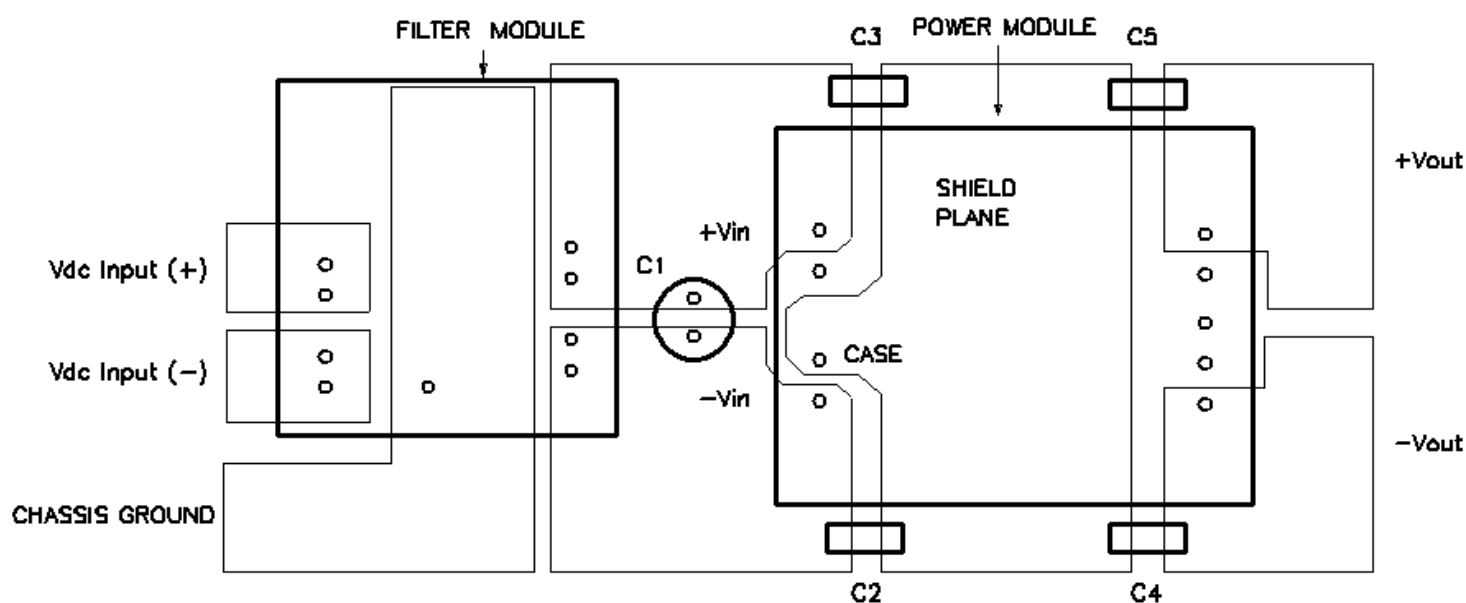 FILTER MODULE
C3
POWER MODULE
C5
+Vout
SHIELD
PLANE
+Vin
C1
Vdc Input (+)
CASE
Vdc Input (−)
−Vin
−Vout
CHASSIS GROUND
C2
C4